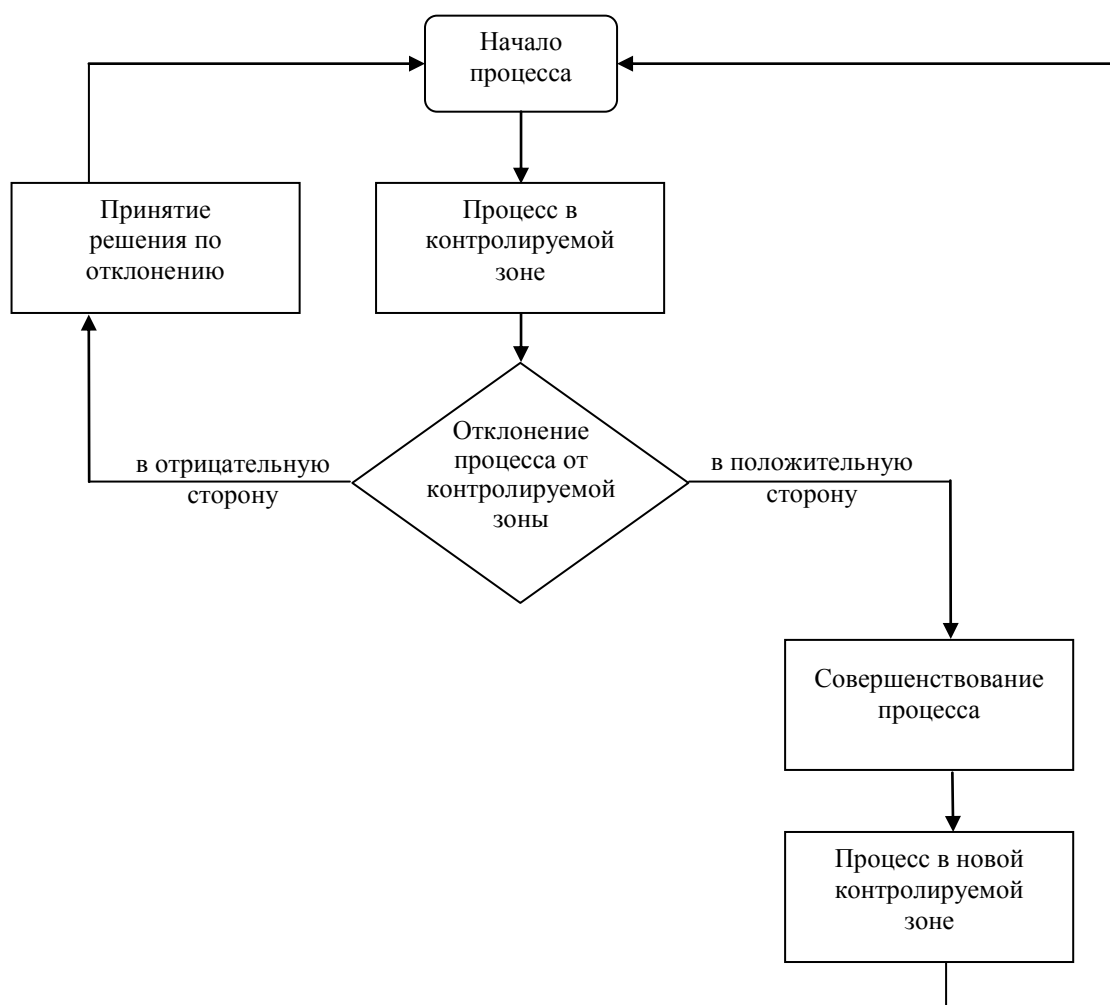 Начало
процесса
Принятие
решения по
отклонению
Процесс в
контролируемой
зоне
Отклонение
процесса от
контролируемой
зоны
в отрицательную
сторону
в положительную
сторону
Совершенствование
процесса
Процесс в новой
контролируемой
зоне